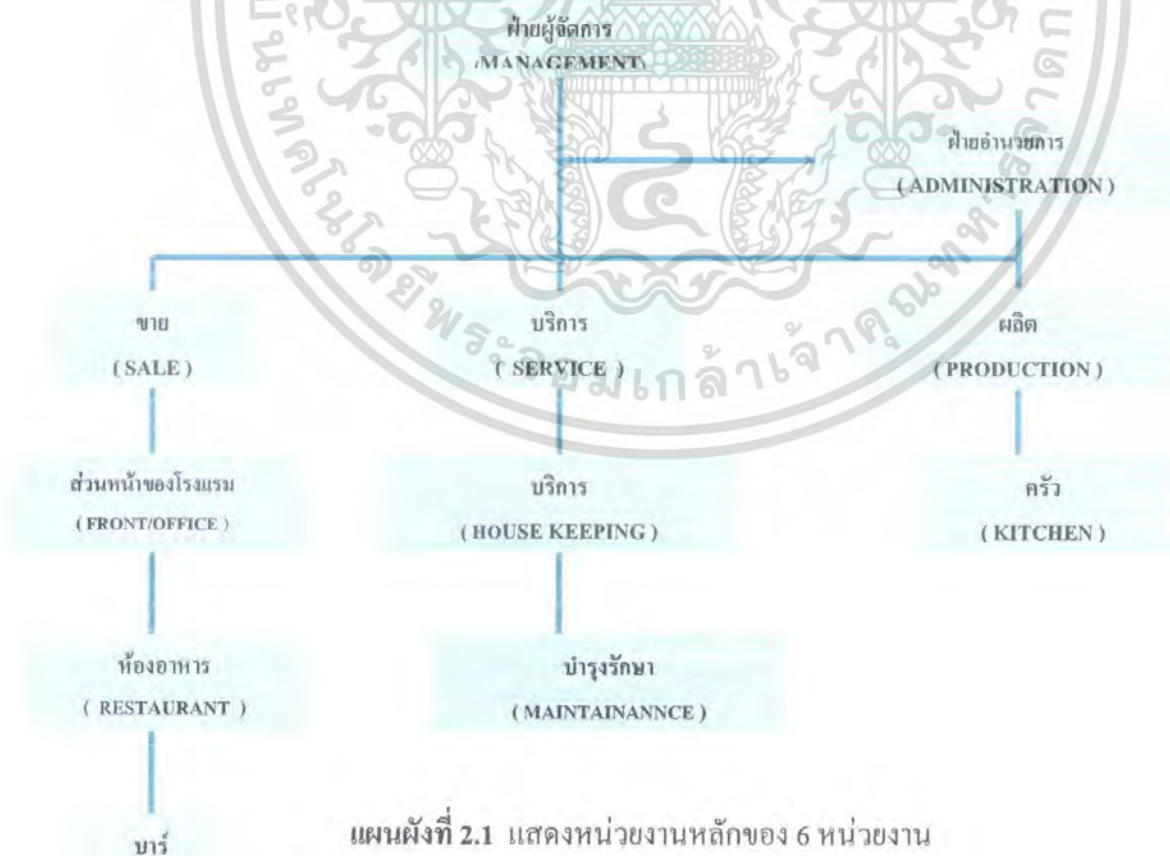 ฝ่ายผู้จัดการ
(MANAGEMENT)
ฝ่ายอำนวยการ
( ADMINISTRATION )
ขาย
( SALE )
บริการ
( SERVICE )
ผลิต
( PRODUCTION )
ส่วนหน้าของโรงแรม
( FRONT/OFFICE )
บริการ
( HOUSE KEEPING )
ครัว
( KITCHEN )
ห้องอาหาร
( RESTAURANT )
บำรุงรักษา
( MAINTAINANNCE )
บาร์
แผนผังที่ 2.1 แสดงหน่วยงานหลักของ 6 หน่วยงาน